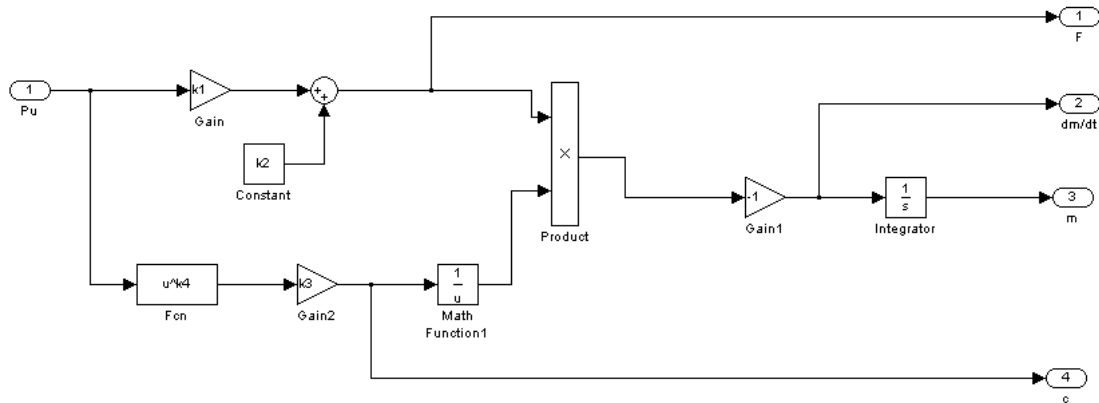 1
F
1
Pu
k1
Gain
+
+
k2
Constant
×
Product
2
dm/dt
-1
Gain1
1
s
Integrator
3
m
u^k4
Fcn
k3
Gain2
1
u
Math
Function1
4
c